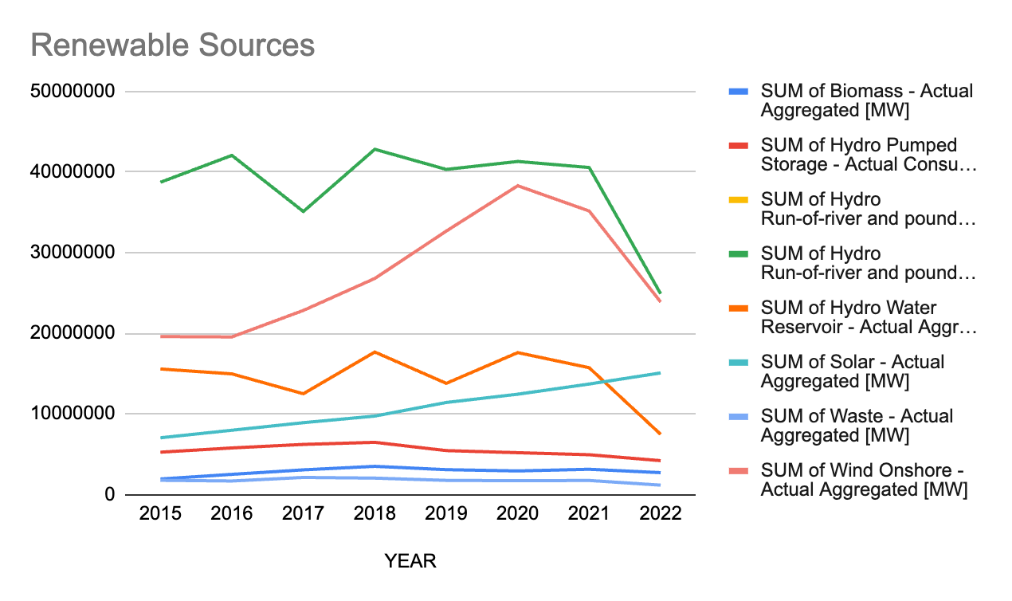 Renewable Sources
50000000
40000000
30000000
20000000
10000000
0
2015 2016 2017 2018 2019 2020 2021 2022
YEAR
SUM of Biomass - Actual
Aggregated [MW]
SUM of Hydro Pumped
Storage - Actual Consu…
SUM of Hydro
Run-of-river and pound…
SUM of Hydro
Run-of-river and pound…
SUM of Hydro Water
Reservoir - Actual Aggr…
SUM of Solar - Actual
Aggregated [MW]
SUM of Waste - Actual
Aggregated [MW]
SUM of Wind Onshore -
Actual Aggregated [MW]